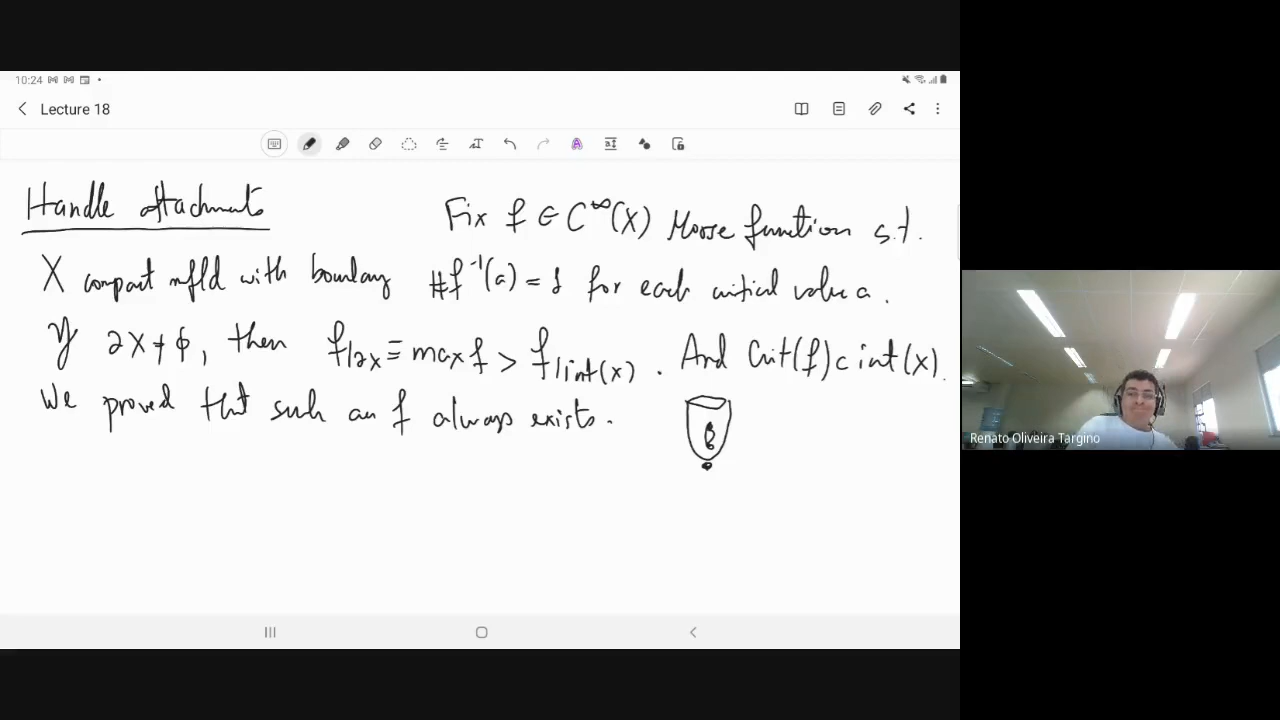 10:24
Lecture 18
Handle attachments
Fix f ∈ C^∞(X) Morse function s.t.
X compact mfld with boundary #f⁻¹(a) = 1 for each critical value a.
If ∂X ≠ ∅, then f|∂X ≡ max f > f|int(X). And Crit(f) ⊂ int(X).
We proved that such an f always exists.
Renato Oliveira Targino